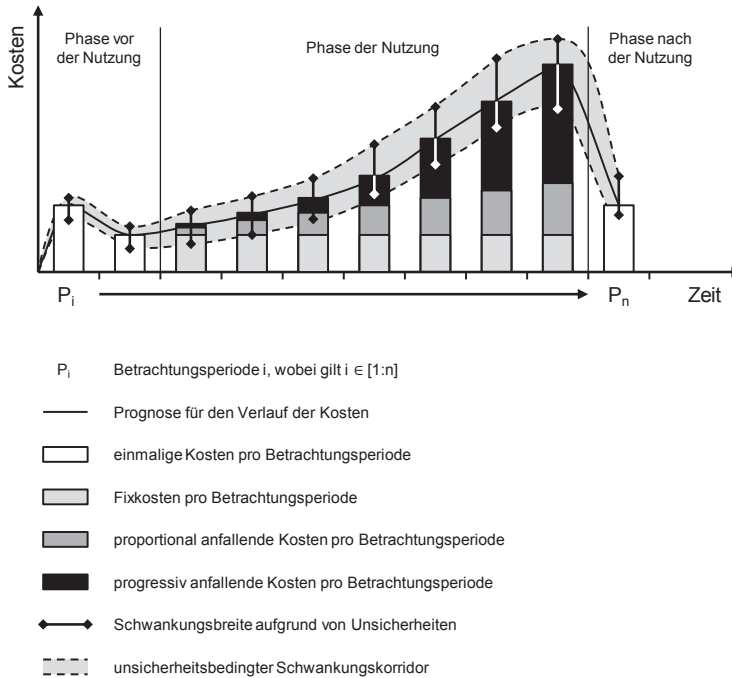 Kosten
Phase vor
der Nutzung
Phase der Nutzung
Phase nach
der Nutzung
Pi
Pn
Zeit
Pi Betrachtungsperiode i, wobei gilt i ∈ [1:n]
Prognose für den Verlauf der Kosten
einmalige Kosten pro Betrachtungsperiode
Fixkosten pro Betrachtungsperiode
proportional anfallende Kosten pro Betrachtungsperiode
progressiv anfallende Kosten pro Betrachtungsperiode
Schwankungsbreite aufgrund von Unsicherheiten
unsicherheitsbedingter Schwankungskorridor